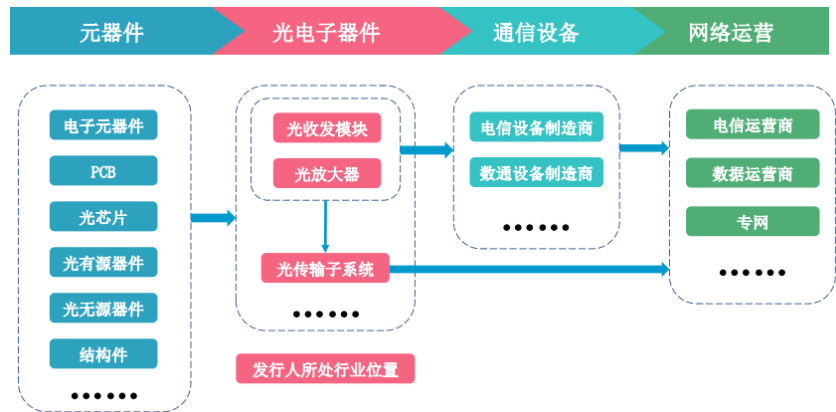 元器件
光电子器件
通信设备
网络运营
电子元器件
PCB
光芯片
光有源器件
光无源器件
结构件
••••••
光收发模块
光放大器
光传输子系统
••••••
发行人所处行业位置
电信设备制造商
数通设备制造商
••••••
电信运营商
数据运营商
专网
••••••